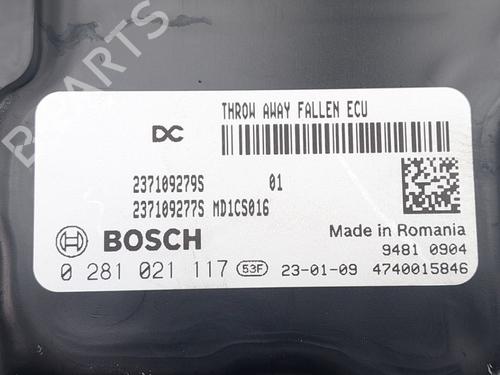 B PARTS
THROW AWAY FALLEN ECU
DC
237109279S 01
237109277S MD1CS016
BOSCH
Made in Romania
9481 0904
0 281 021 117 53F 23-01-09 4740015846